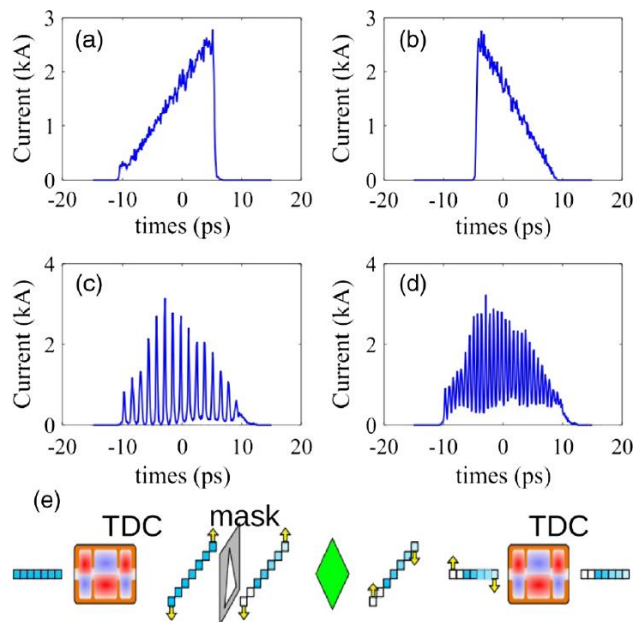 (a)
Current (kA)
3
2
1
0
-20 -10 0 10 20
times (ps)
(b)
Current (kA)
3
2
1
0
-20 -10 0 10 20
times (ps)
(c)
Current (kA)
4
2
0
-20 -10 0 10 20
times (ps)
(d)
Current (kA)
4
2
0
-20 -10 0 10 20
times (ps)
(e)
TDC mask TDC